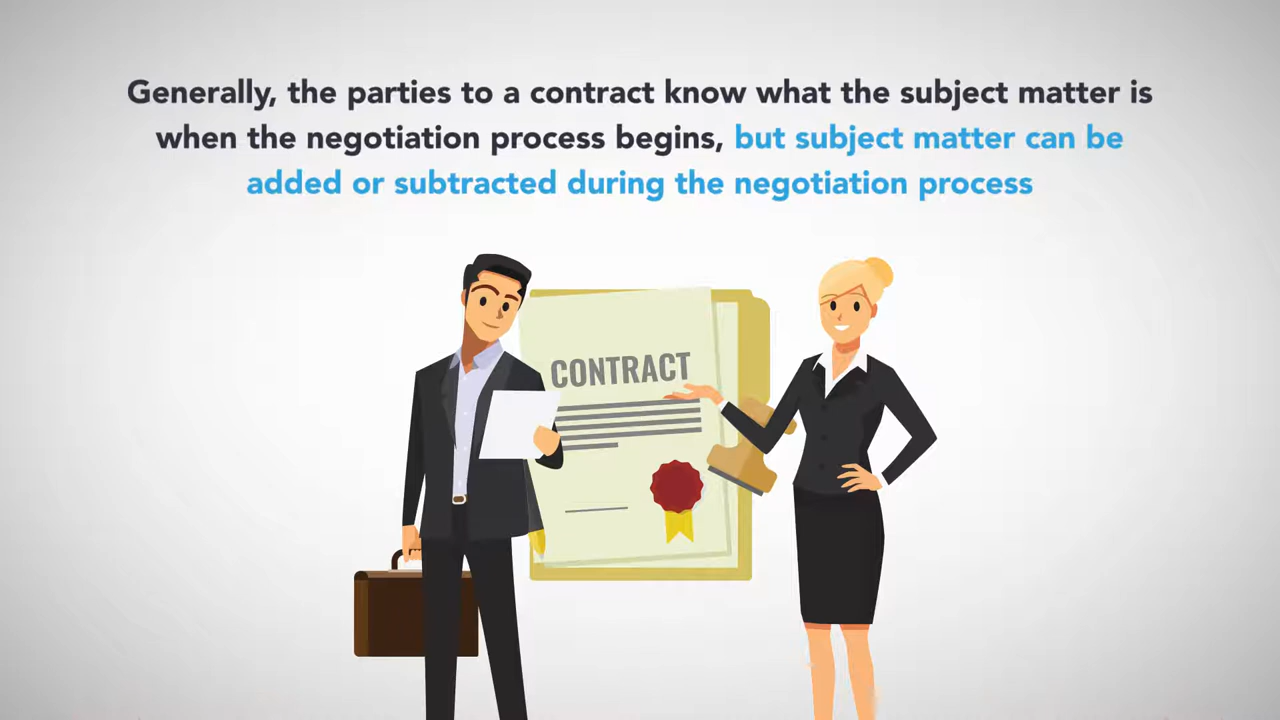 Generally, the parties to a contract know what the subject matter is
when the negotiation process begins, but subject matter can be
added or subtracted during the negotiation process
CONTRACT